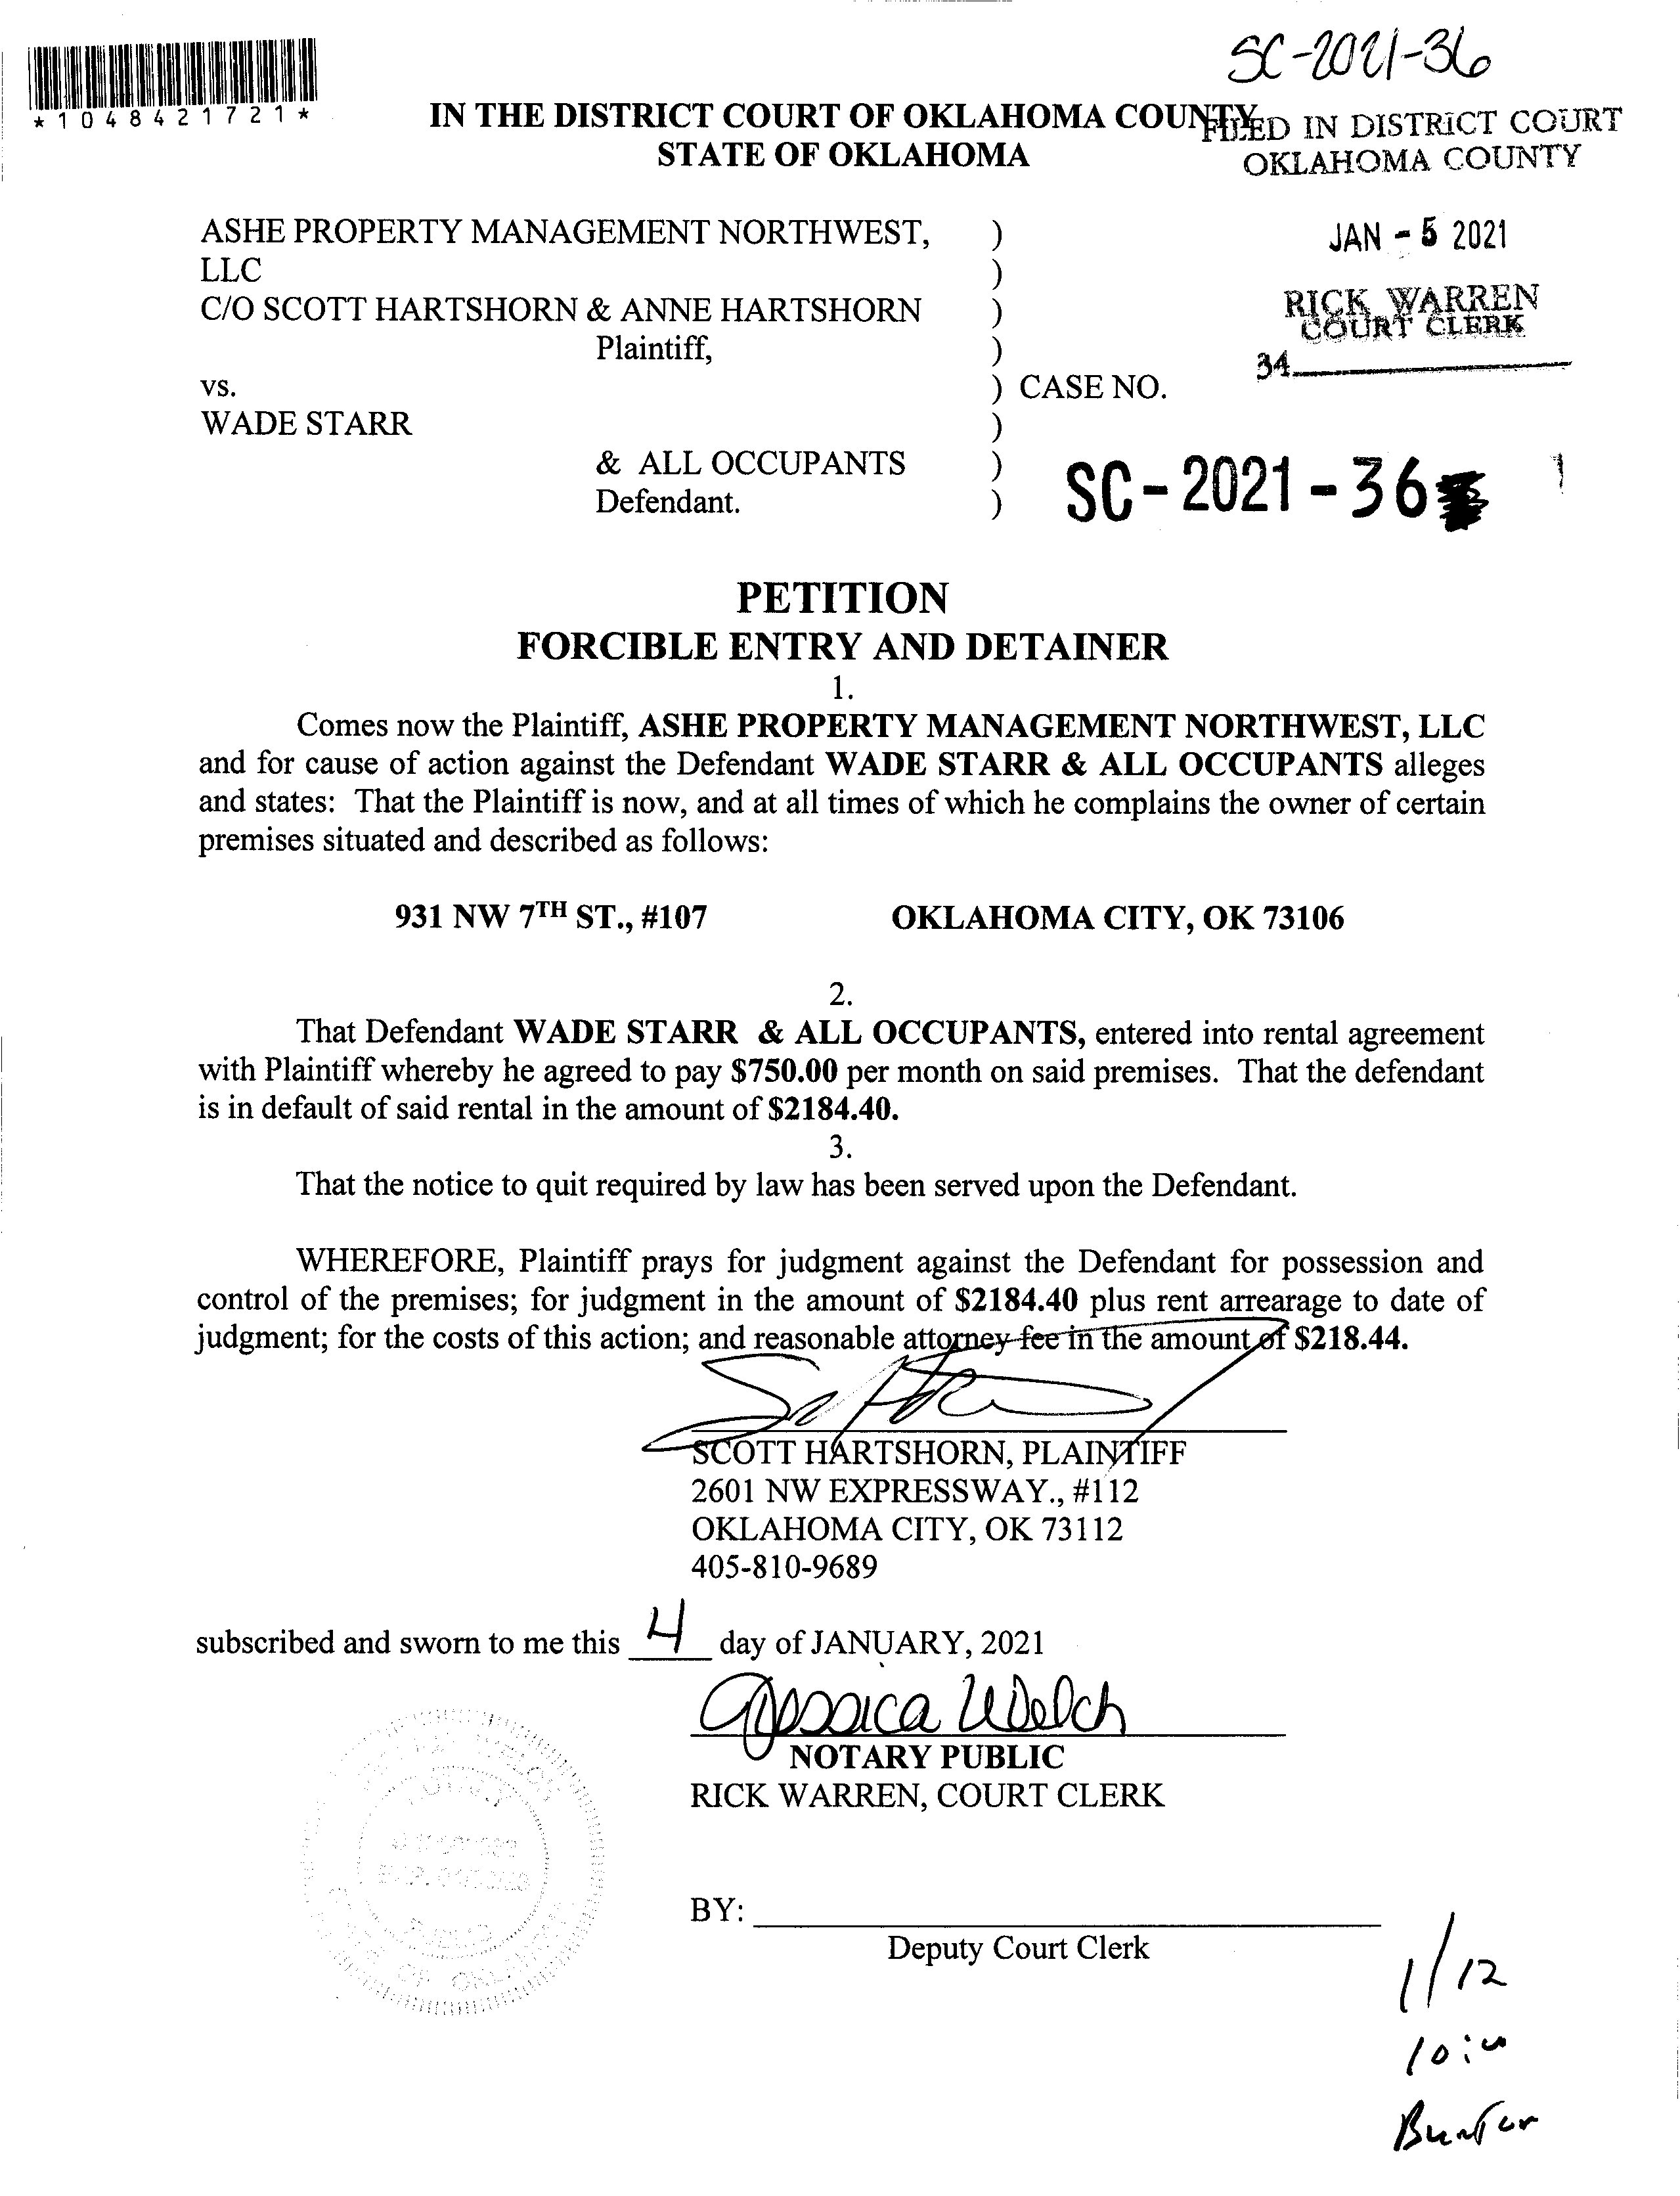 SC-2021-36
*1048421721*
IN THE DISTRICT COURT OF OKLAHOMA COUNTY
STATE OF OKLAHOMA
FILED IN DISTRICT COURT
OKLAHOMA COUNTY
JAN - 5 2021
RICK WARREN
COURT CLERK
34
ASHE PROPERTY MANAGEMENT NORTHWEST, )
LLC )
C/O SCOTT HARTSHORN & ANNE HARTSHORN )
Plaintiff, )
vs. ) CASE NO.
WADE STARR )
& ALL OCCUPANTS )
Defendant. )
SC-2021-36
PETITION
FORCIBLE ENTRY AND DETAINER
1.
Comes now the Plaintiff, ASHE PROPERTY MANAGEMENT NORTHWEST, LLC
and for cause of action against the Defendant WADE STARR & ALL OCCUPANTS alleges
and states: That the Plaintiff is now, and at all times of which he complains the owner of certain
premises situated and described as follows:
931 NW 7TH ST., #107 OKLAHOMA CITY, OK 73106
2.
That Defendant WADE STARR & ALL OCCUPANTS, entered into rental agreement
with Plaintiff whereby he agreed to pay $750.00 per month on said premises. That the defendant
is in default of said rental in the amount of $2184.40.
3.
That the notice to quit required by law has been served upon the Defendant.
WHEREFORE, Plaintiff prays for judgment against the Defendant for possession and
control of the premises; for judgment in the amount of $2184.40 plus rent arrearage to date of
judgment; for the costs of this action; and reasonable attorney fee in the amount of $218.44.
SCOTT HARTSHORN, PLAINTIFF
2601 NW EXPRESSWAY., #112
OKLAHOMA CITY, OK 73112
405-810-9689
subscribed and sworn to me this 4 day of JANUARY, 2021
Jessica Welch
NOTARY PUBLIC
RICK WARREN, COURT CLERK
BY:
Deputy Court Clerk
1/12